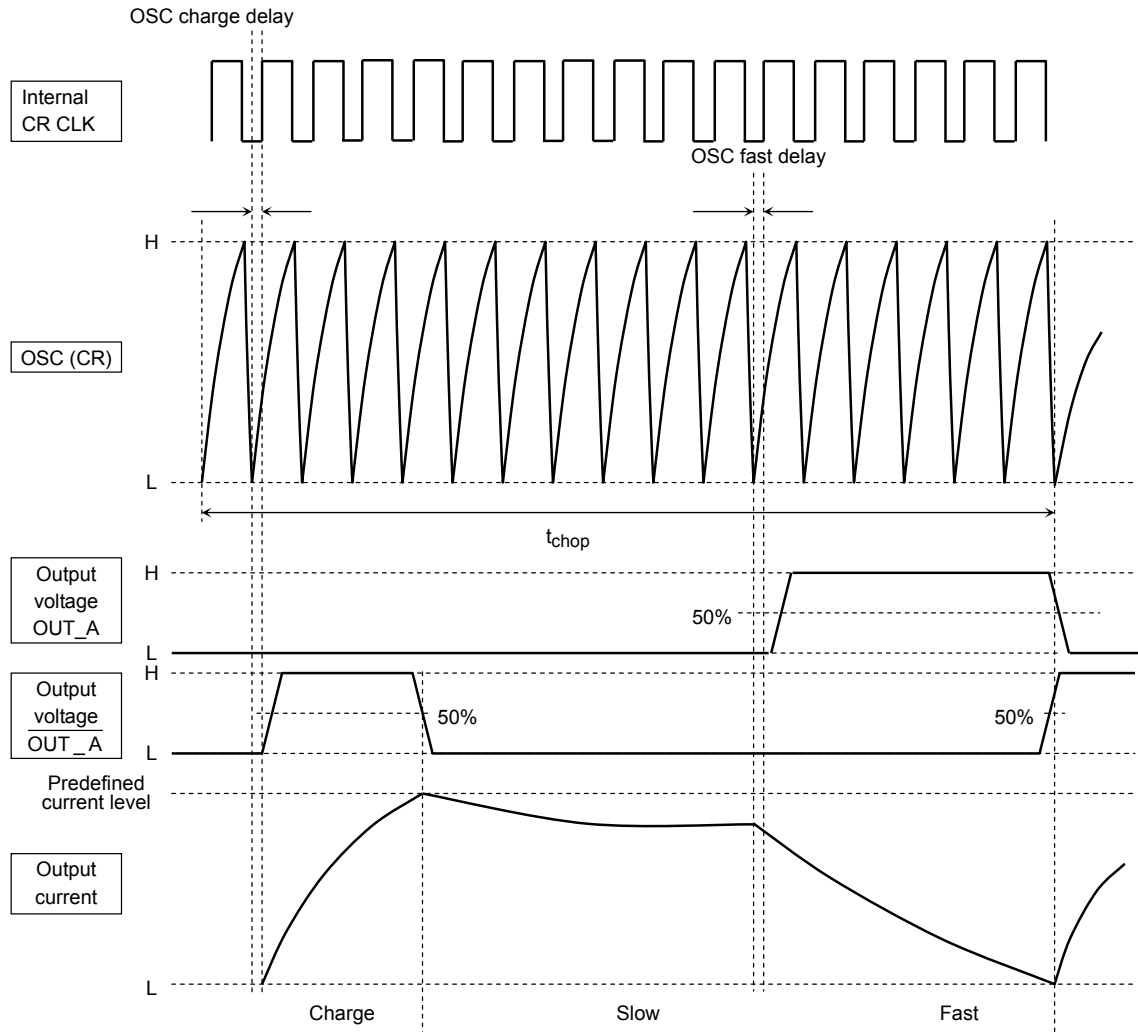 OSC charge delay
Internal
CR CLK
OSC fast delay
H
OSC (CR)
L
tchop
Output
voltage
OUT_A
H
50%
L
H
Output
voltage
OUT_A
50%
50%
L
Predefined
current level
Output
current
L
Charge
Slow
Fast